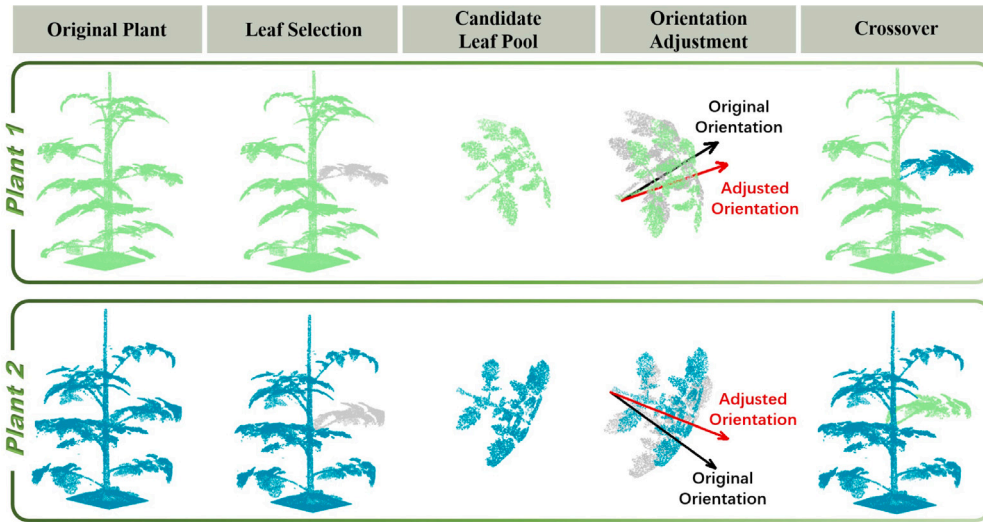 Original Plant
Leaf Selection
Candidate
Leaf Pool
Orientation
Adjustment
Crossover
Plant 1
Original
Orientation
Adjusted
Orientation
Plant 2
Adjusted
Orientation
Original
Orientation